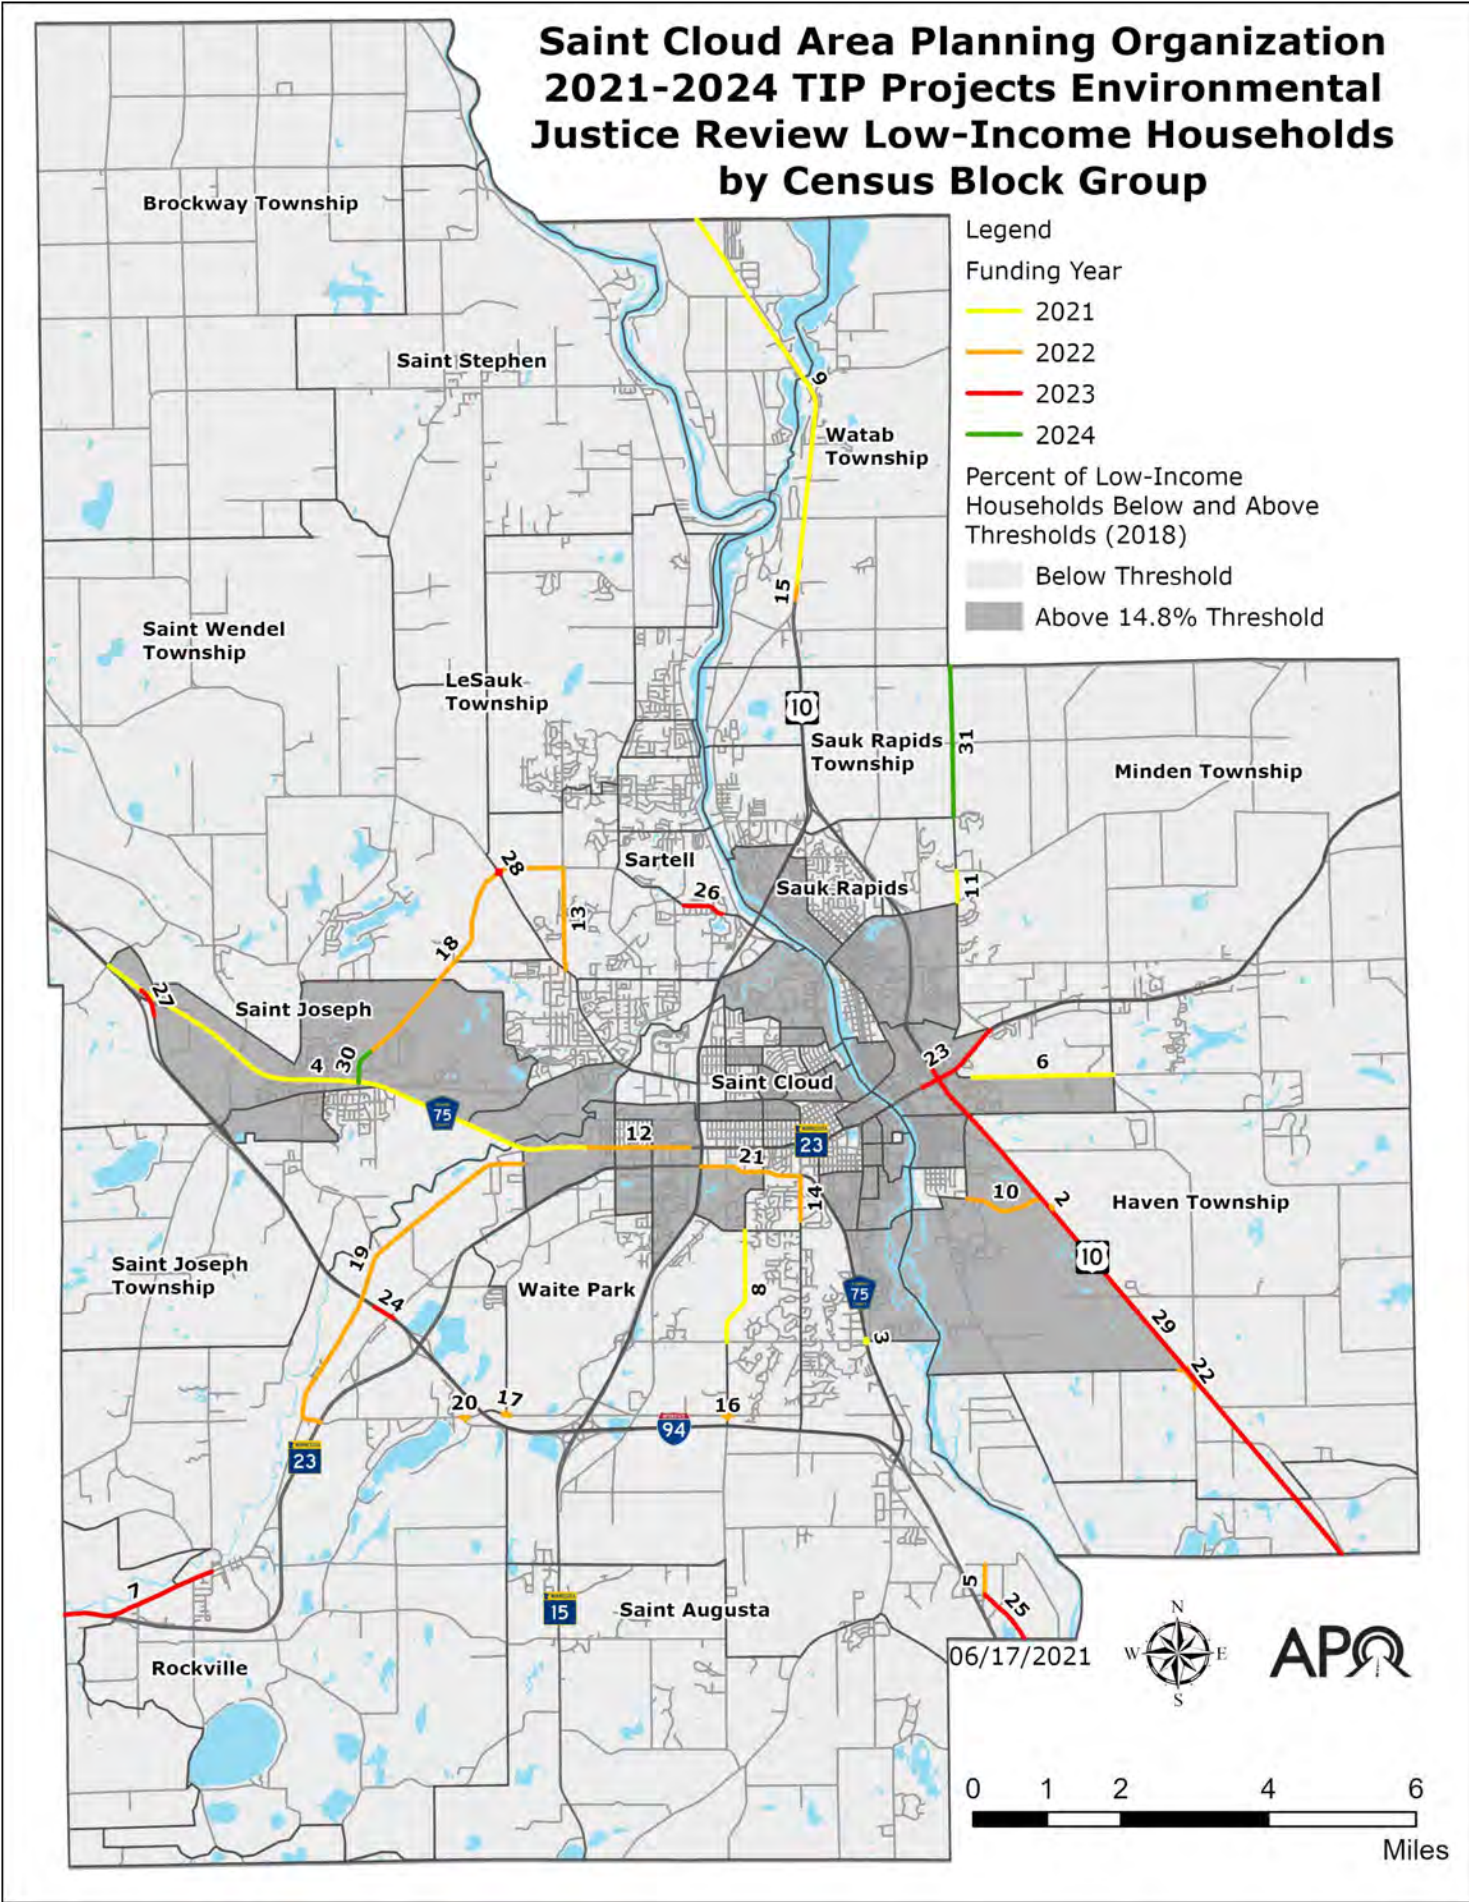 Saint Cloud Area Planning Organization
2021-2024 TIP Projects Environmental
Justice Review Low-Income Households
by Census Block Group
Legend
Funding Year
2021
2022
2023
2024
Percent of Low-Income
Households Below and Above
Thresholds (2018)
Below Threshold
Above 14.8% Threshold
Brockway Township
Saint Stephen
9
Watab
Township
15
Saint Wendel
Township
LeSauk
Township
10
Sauk Rapids
Township
31
Minden Township
28
Sartell
26
Sauk Rapids
11
13
18
27
Saint Joseph
4
30
75
Saint Cloud
23
6
12
23
21
14
10
2
Haven Township
10
19
Saint Joseph
Township
24
Waite Park
8
75
3
29
22
20
17
16
94
23
7
5
25
15
Saint Augusta
Rockville
06/17/2021
N
W
E
S
APO
0
1
2
4
6
Miles